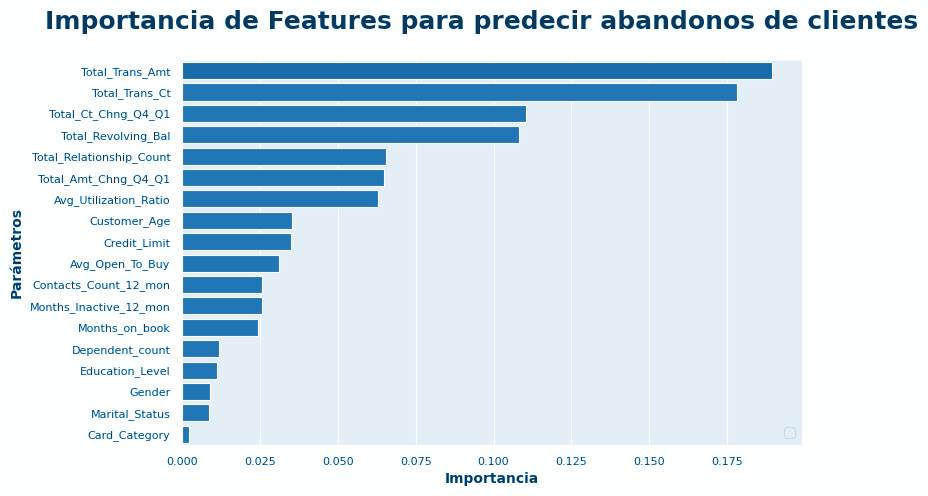 Importancia de Features para predecir abandonos de clientes
Parámetros
Total_Trans_Amt
Total_Trans_Ct
Total_Ct_Chng_Q4_Q1
Total_Revolving_Bal
Total_Relationship_Count
Total_Amt_Chng_Q4_Q1
Avg_Utilization_Ratio
Customer_Age
Credit_Limit
Avg_Open_To_Buy
Contacts_Count_12_mon
Months_Inactive_12_mon
Months_on_book
Dependent_count
Education_Level
Gender
Marital_Status
Card_Category
0.000 0.025 0.050 0.075 0.100 0.125 0.150 0.175
Importancia